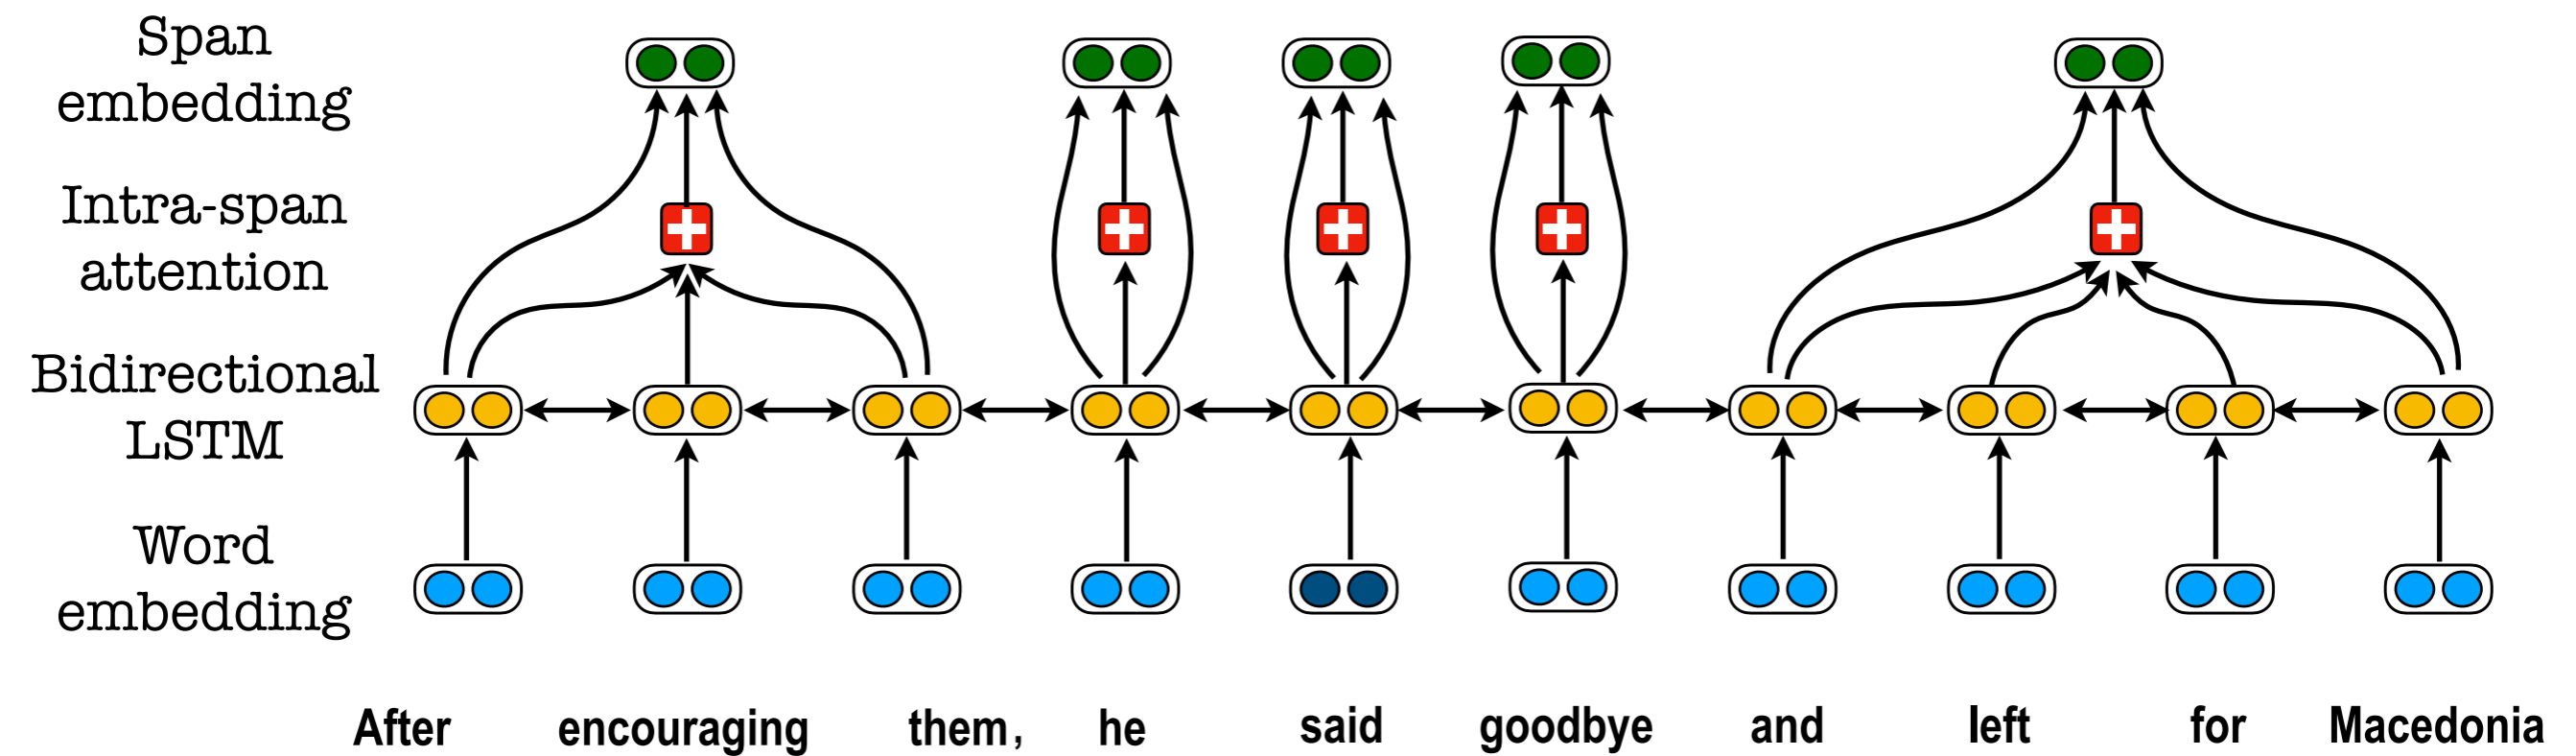 Span
embedding
Intra-span
attention
Bidirectional
LSTM
Word
embedding
After encouraging them, he said goodbye and left for Macedonia